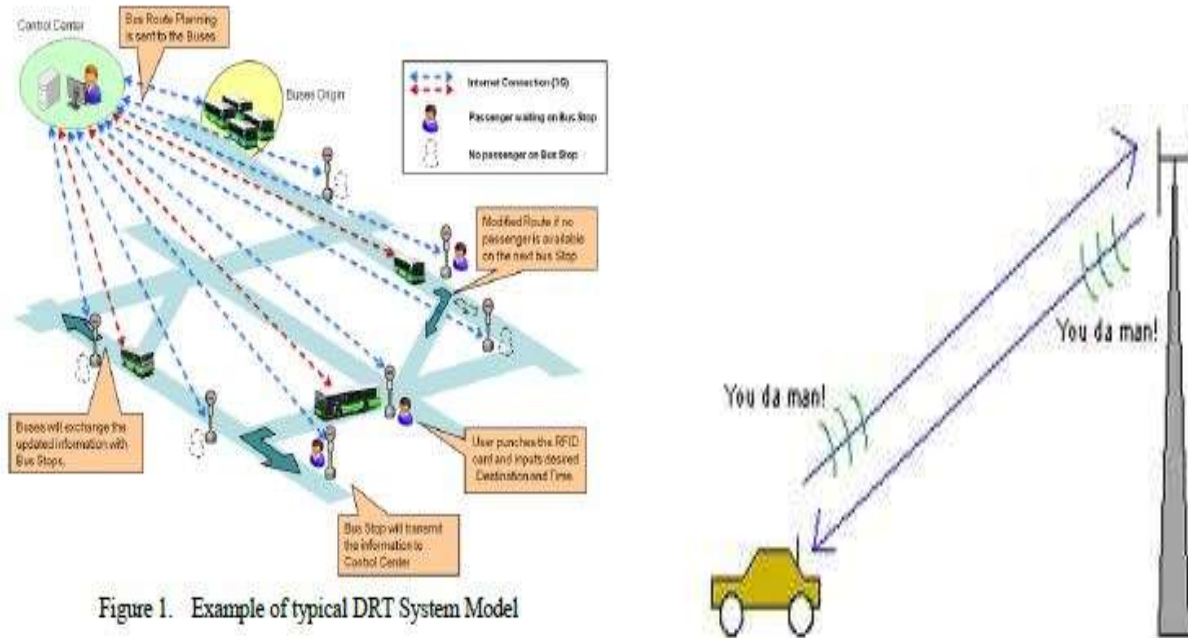 Control Center
Bus Route Planning
is sent to the Buses
Buses Origin
Internet Connection (3G)
Passenger waiting on Bus Stop
No passenger on Bus Stop
Modified Route if no
passenger is available
on the next bus Stop
Buses will exchange the
updated information with
Bus Stops.
User punches the RFID
card and inputs desired
Destination and Time.
Bus Stop will transmit
the information to
Control Center
Figure 1. Example of typical DRT System Model
You da man!
You da man!